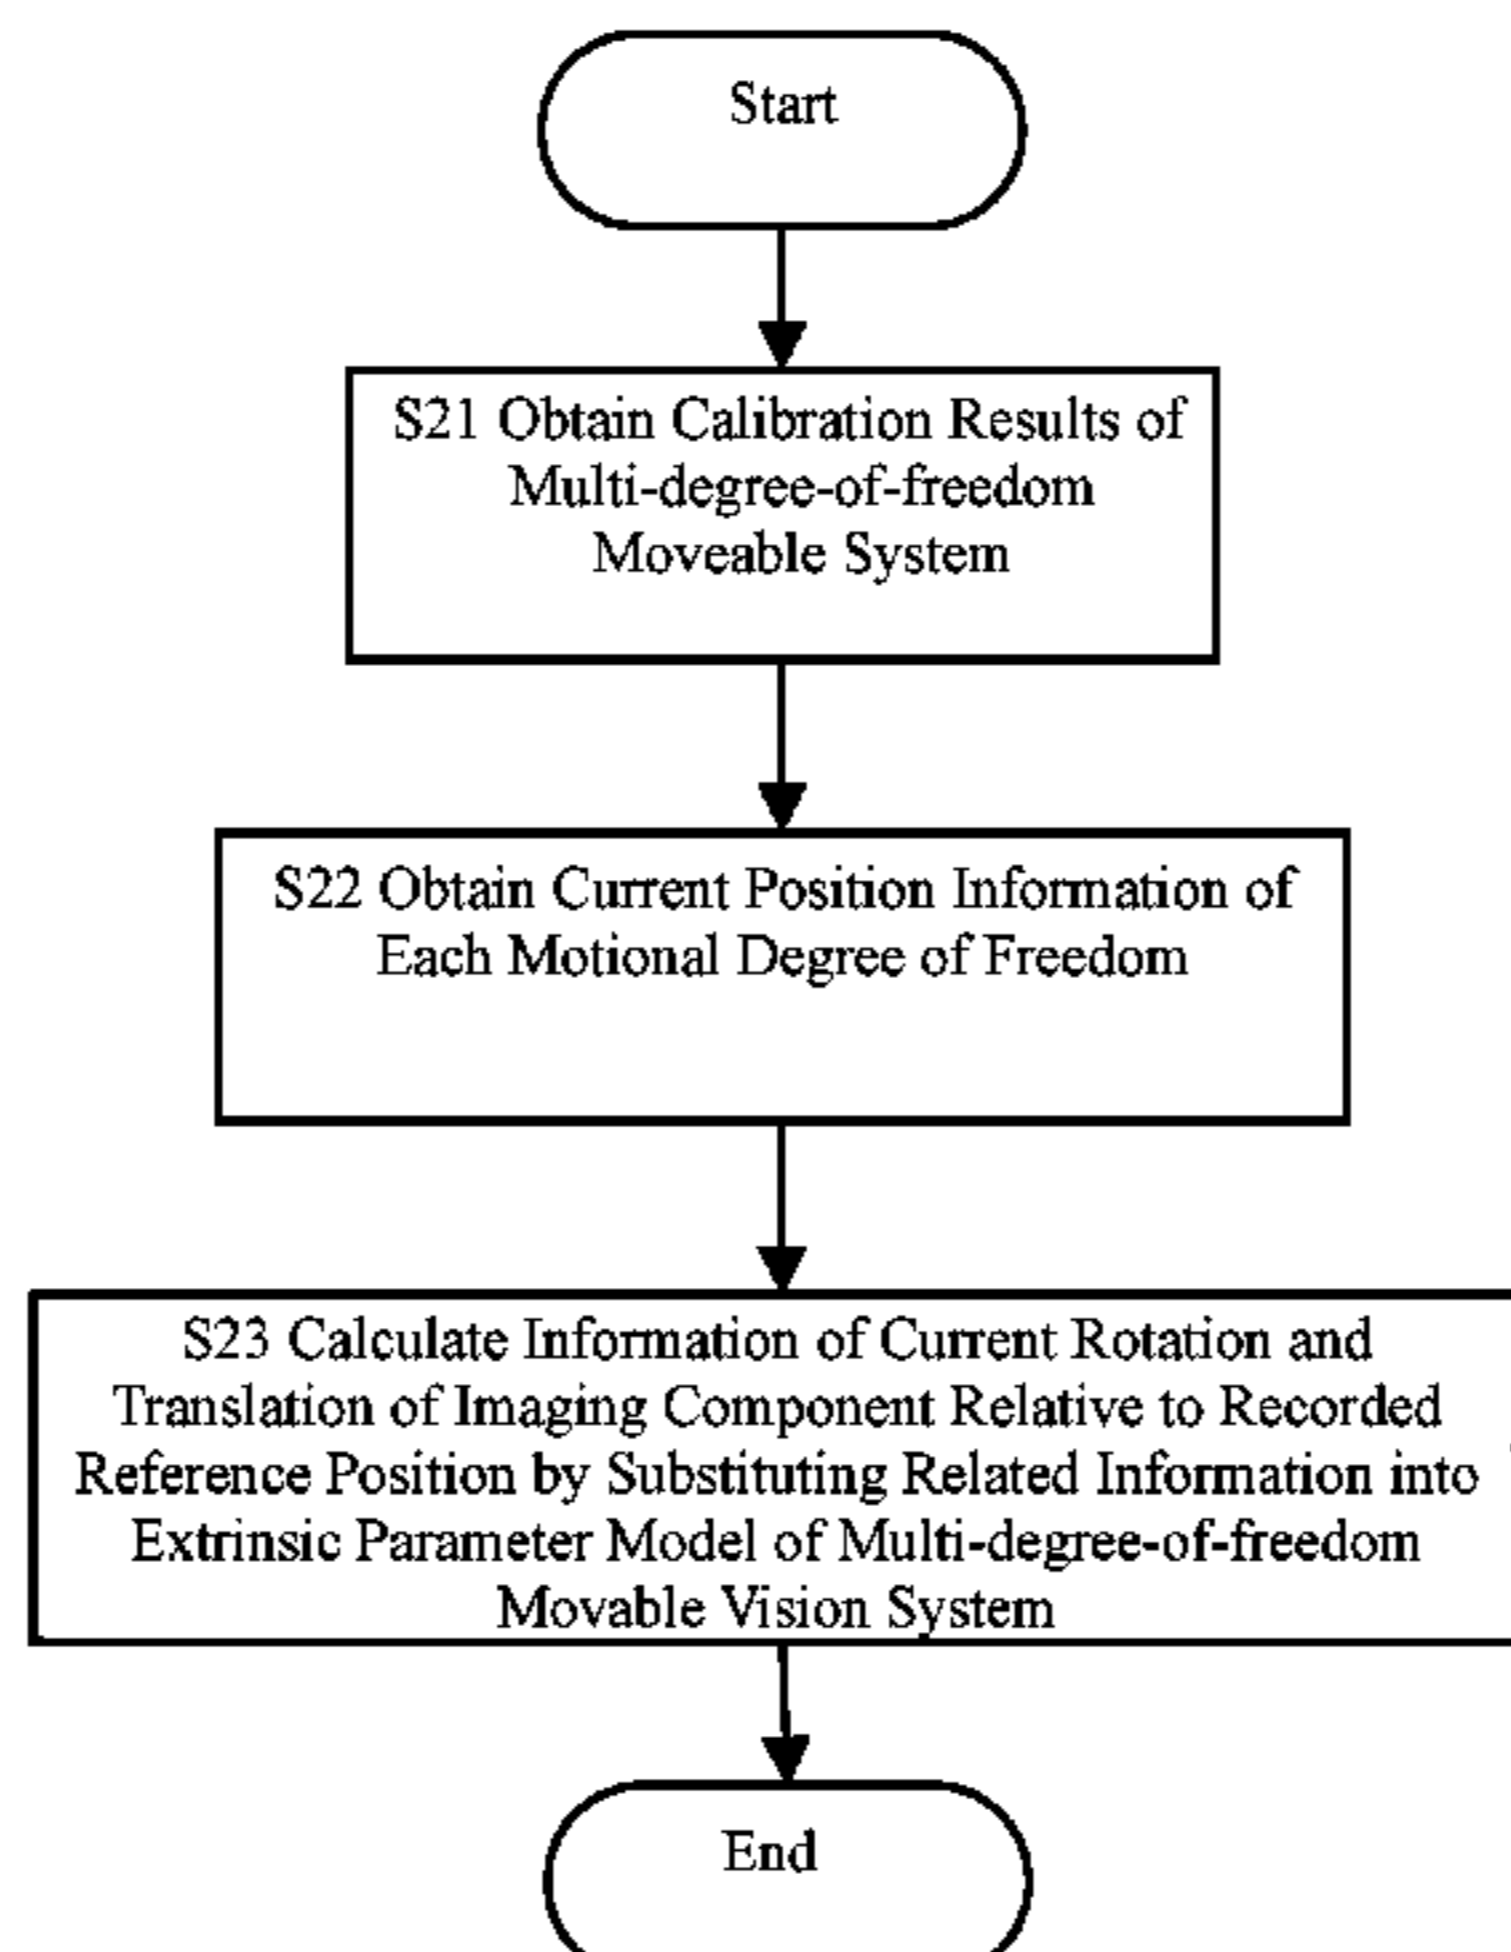 Start
S21 Obtain Calibration Results of
Multi-degree-of-freedom
Moveable System
S22 Obtain Current Position Information of
Each Motional Degree of Freedom
S23 Calculate Information of Current Rotation and
Translation of Imaging Component Relative to Recorded
Reference Position by Substituting Related Information into
Extrinsic Parameter Model of Multi-degree-of-freedom
Movable Vision System
End